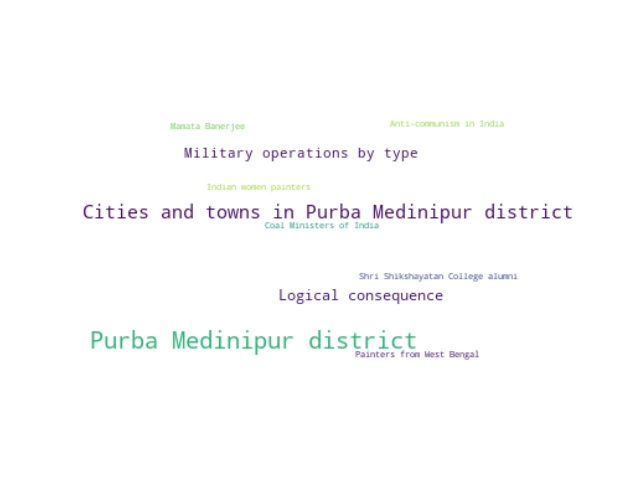 Anti-communism in India
Mamata Banerjee
Military operations by type
Indian women painters
Cities and towns in Purba Medinipur district
Coal Ministers of India
Shri Shikshayatan College alumni
Logical consequence
Purba Medinipur district
Painters from West Bengal